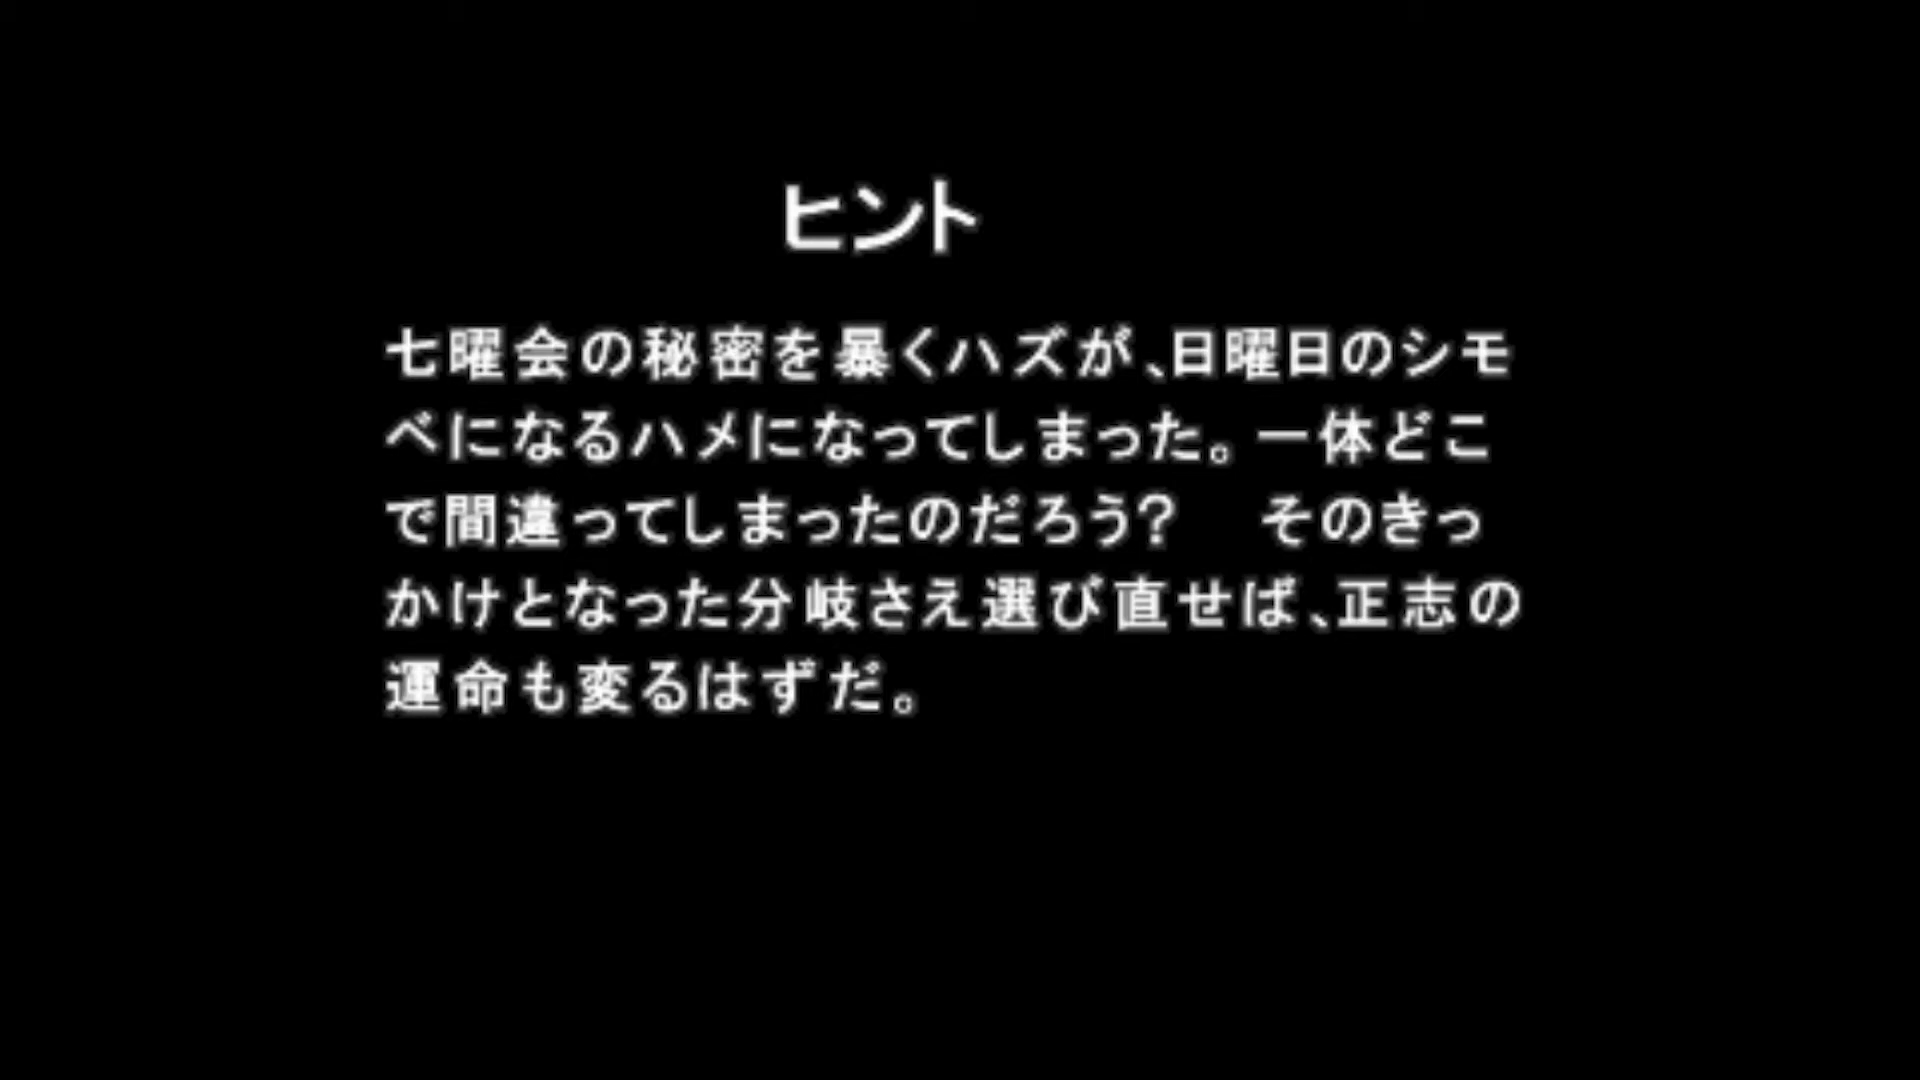 ヒント
七曜会の秘密を暴くハズが、日曜日のシモ
ベになるハメになってしまった。一体どこ
で間違ってしまったのだろう?　そのきっ
かけとなった分岐さえ選び直せば、正志の
運命も変るはずだ。